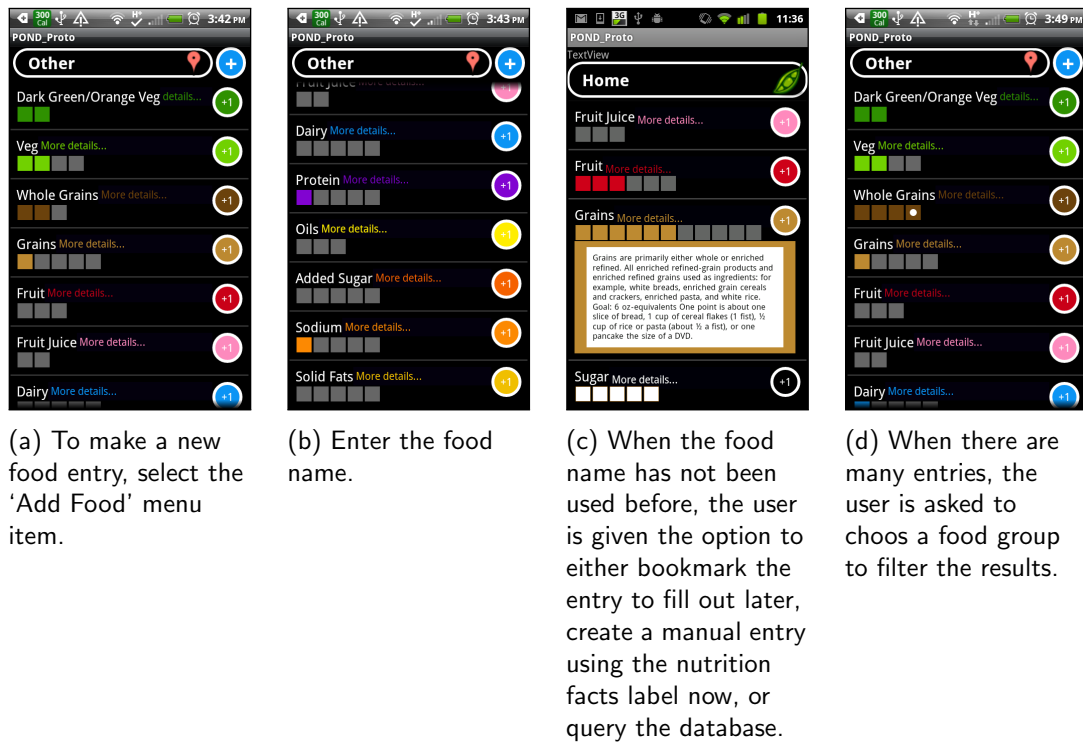 300
Cal
H+
3:42 PM
POND_Proto
Other
+
Dark Green/Orange Veg details...
+1
Veg More details...
+1
Whole Grains More details...
+1
Grains More details...
+1
Fruit More details...
+1
Fruit Juice More details...
+1
Dairy More details...
+1
300
Cal
H+
3:43 PM
POND_Proto
Other
+
Fruit Juice More details...
+1
Dairy More details...
+1
Protein More details...
+1
Oils More details...
+1
Added Sugar More details...
+1
Sodium More details...
+1
Solid Fats More details...
+1
3G
11:36
POND_Proto
TextView
Home
Fruit Juice More details...
+1
Fruit More details...
+1
Grains More details...
+1
Grains are primarily either whole or enriched
refined. All enriched refined-grain products and
enriched refined grains used as ingredients: for
example, white breads, enriched grain cereals
and crackers, enriched pasta, and white rice.
Goal: 6 oz-equivalents One point is about one
slice of bread, 1 cup of cereal flakes (1 fist), ½
cup of rice or pasta (about ½ a fist), or one
pancake the size of a DVD.
Sugar More details...
+1
300
Cal
H+
3:49 PM
POND_Proto
Other
+
Dark Green/Orange Veg details...
+1
Veg More details...
+1
Whole Grains More details...
+1
Grains More details...
+1
Fruit More details...
+1
Fruit Juice More details...
+1
Dairy More details...
+1
(a) To make a new
food entry, select the
‘Add Food’ menu
item.
(b) Enter the food
name.
(c) When the food
name has not been
used before, the user
is given the option to
either bookmark the
entry to fill out later,
create a manual entry
using the nutrition
facts label now, or
query the database.
(d) When there are
many entries, the
user is asked to
choos a food group
to filter the results.